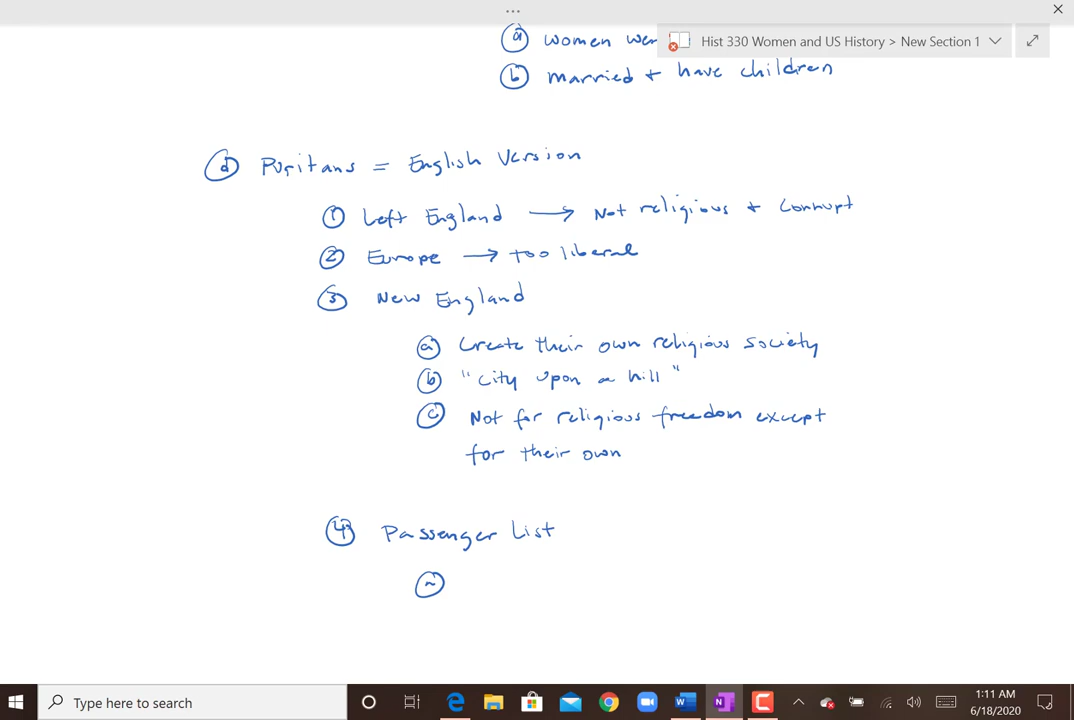 Hist 330 Women and US History > New Section 1
a women wer
b married + have children
d Puritans = English Version
1 Left England → Not religious + corrupt
2 Europe → too liberal
3 New England
a Create their own religious society
b "city upon a hill"
c Not for religious freedom except
for their own
4 Passenger List
Type here to search
1:11 AM
6/18/2020